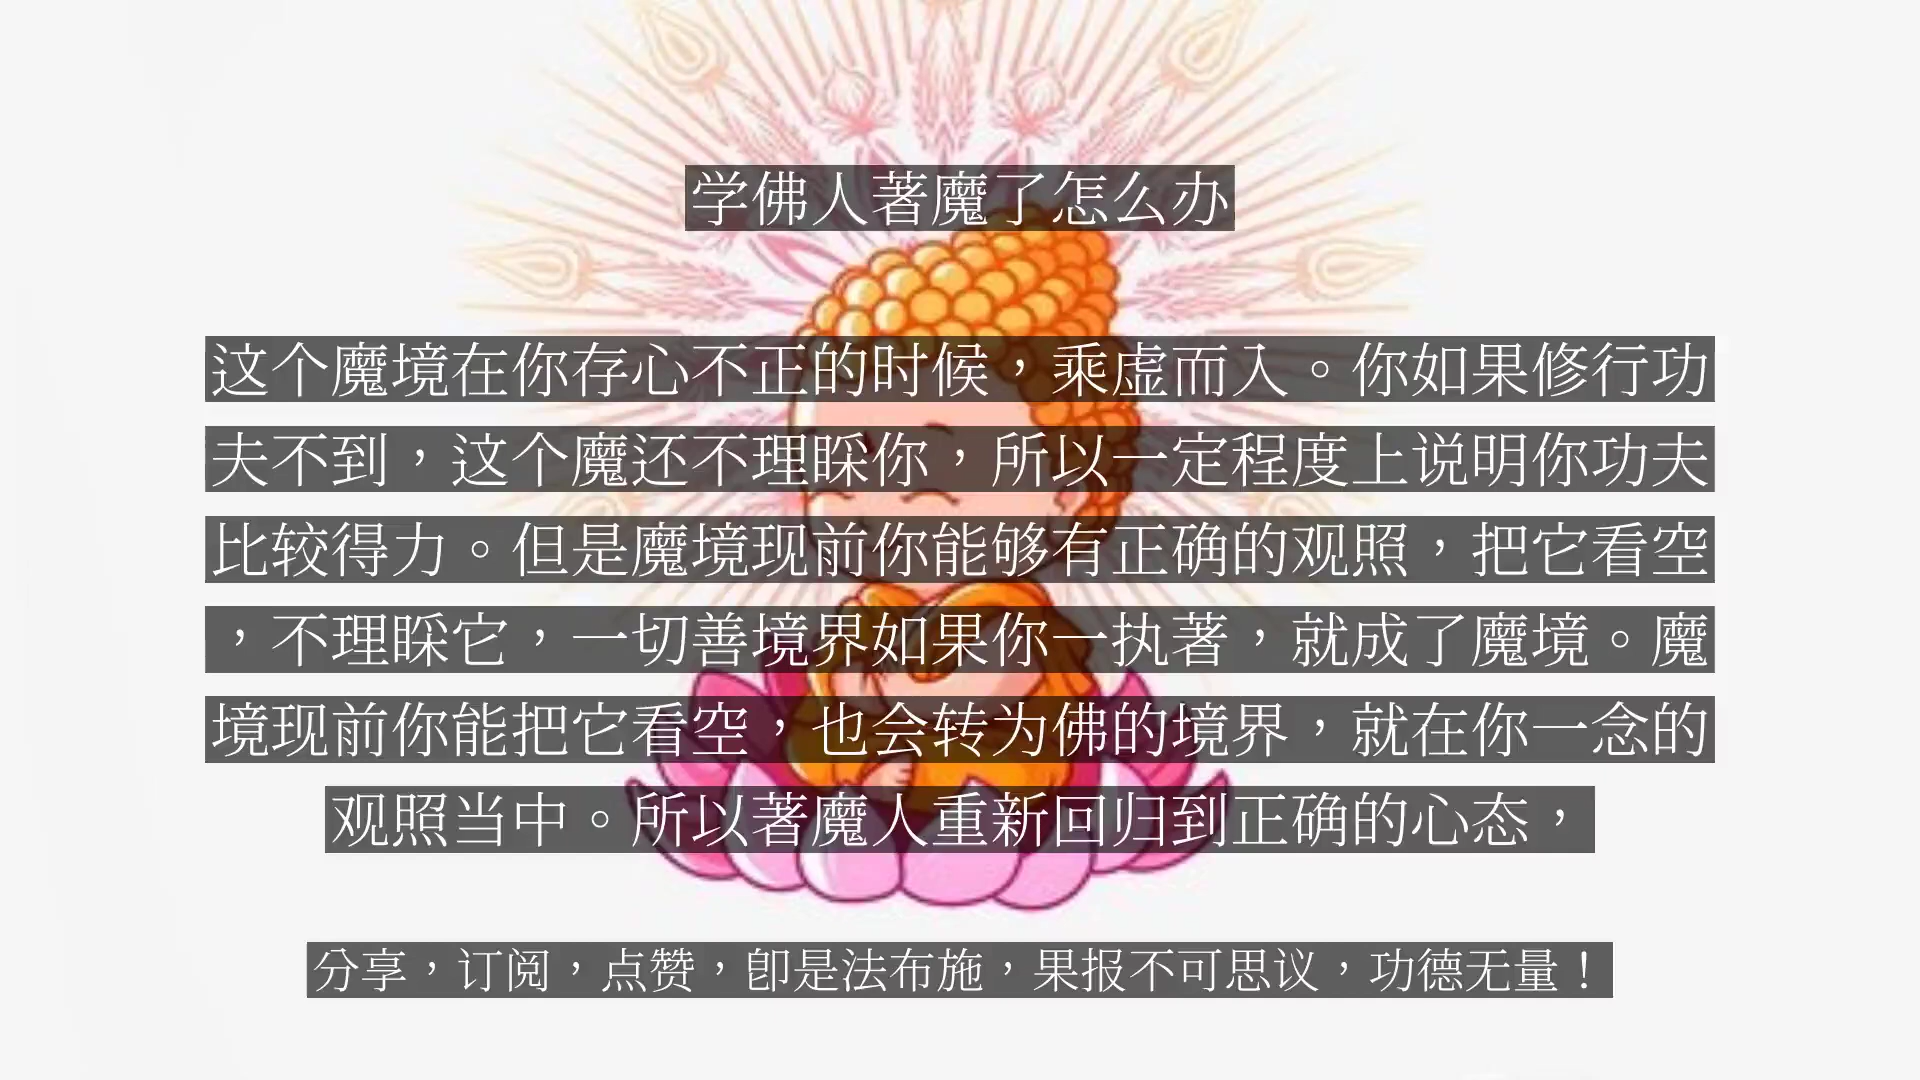 学佛人著魔了怎么办
这个魔境在你存心不正的时候，乘虚而入。你如果修行功
夫不到，这个魔还不理睬你，所以一定程度上说明你功夫
比较得力。但是魔境现前你能够有正确的观照，把它看空
，不理睬它，一切善境界如果你一执著，就成了魔境。魔
境现前你能把它看空，也会转为佛的境界，就在你一念的
观照当中。所以著魔人重新回归到正确的心态，
分享，订阅，点赞，卽是法布施，果报不可思议，功德无量！